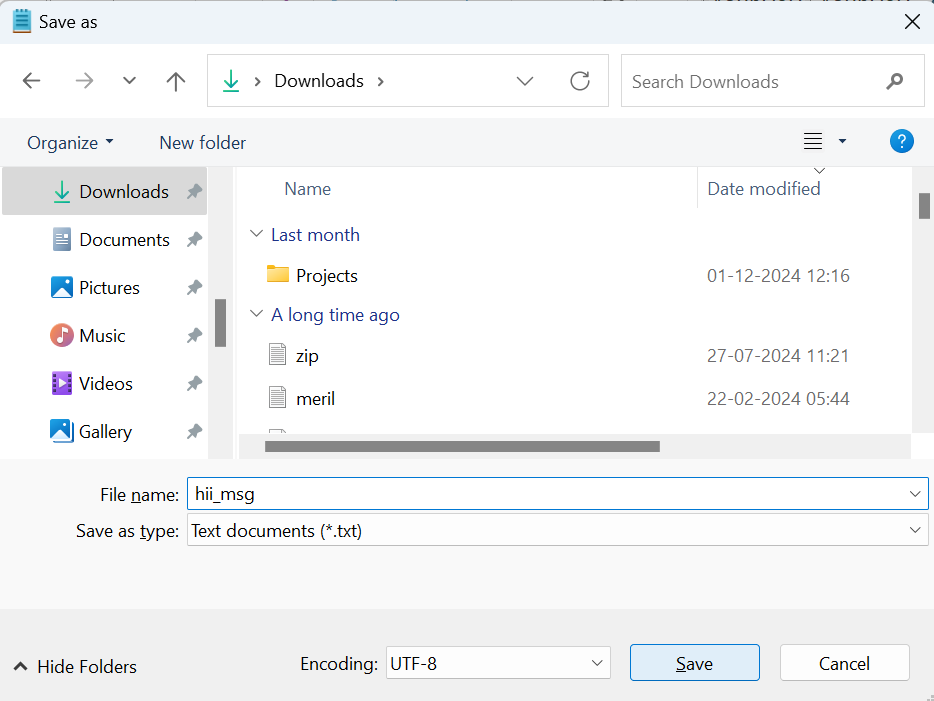 Save as
Downloads
Search Downloads
Organize
New folder
?
Name
Date modified
Downloads
Documents
Pictures
Music
Videos
Gallery
Last month
Projects 01-12-2024 12:16
A long time ago
zip 27-07-2024 11:21
meril 22-02-2024 05:44
File name: hii_msg
Save as type: Text documents (*.txt)
Hide Folders
Encoding: UTF-8
Save
Cancel